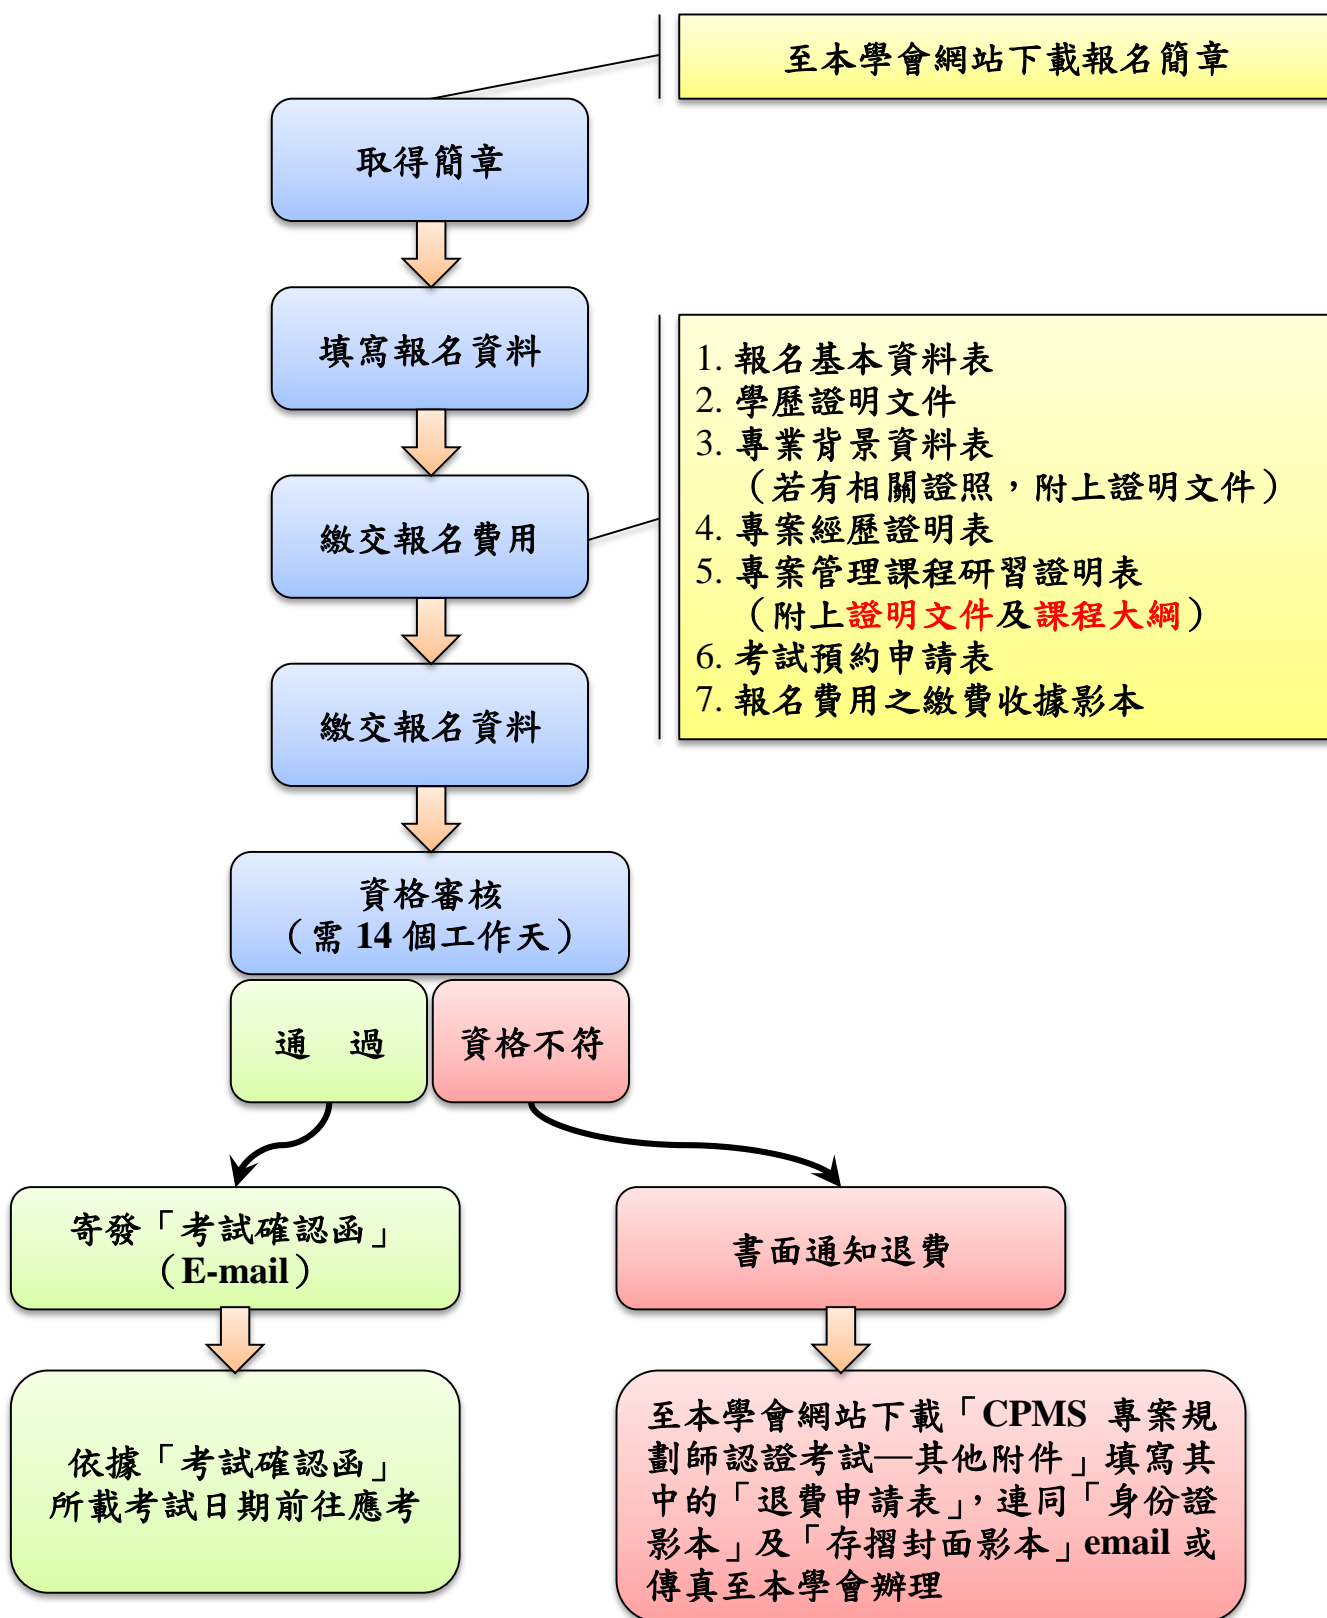 至本學會網站下載報名簡章
取得簡章
填寫報名資料
繳交報名費用
1. 報名基本資料表
2. 學歷證明文件
3. 專業背景資料表
（若有相關證照，附上證明文件）
4. 專案經歷證明表
5. 專案管理課程研習證明表
（附上證明文件及課程大綱）
6. 考試預約申請表
7. 報名費用之繳費收據影本
繳交報名資料
資格審核
（需 14 個工作天）
通　過
資格不符
寄發「考試確認函」
（E-mail）
書面通知退費
依據「考試確認函」
所載考試日期前往應考
至本學會網站下載「CPMS 專案規
劃師認證考試—其他附件」填寫其
中的「退費申請表」，連同「身份證
影本」及「存摺封面影本」email 或
傳真至本學會辦理